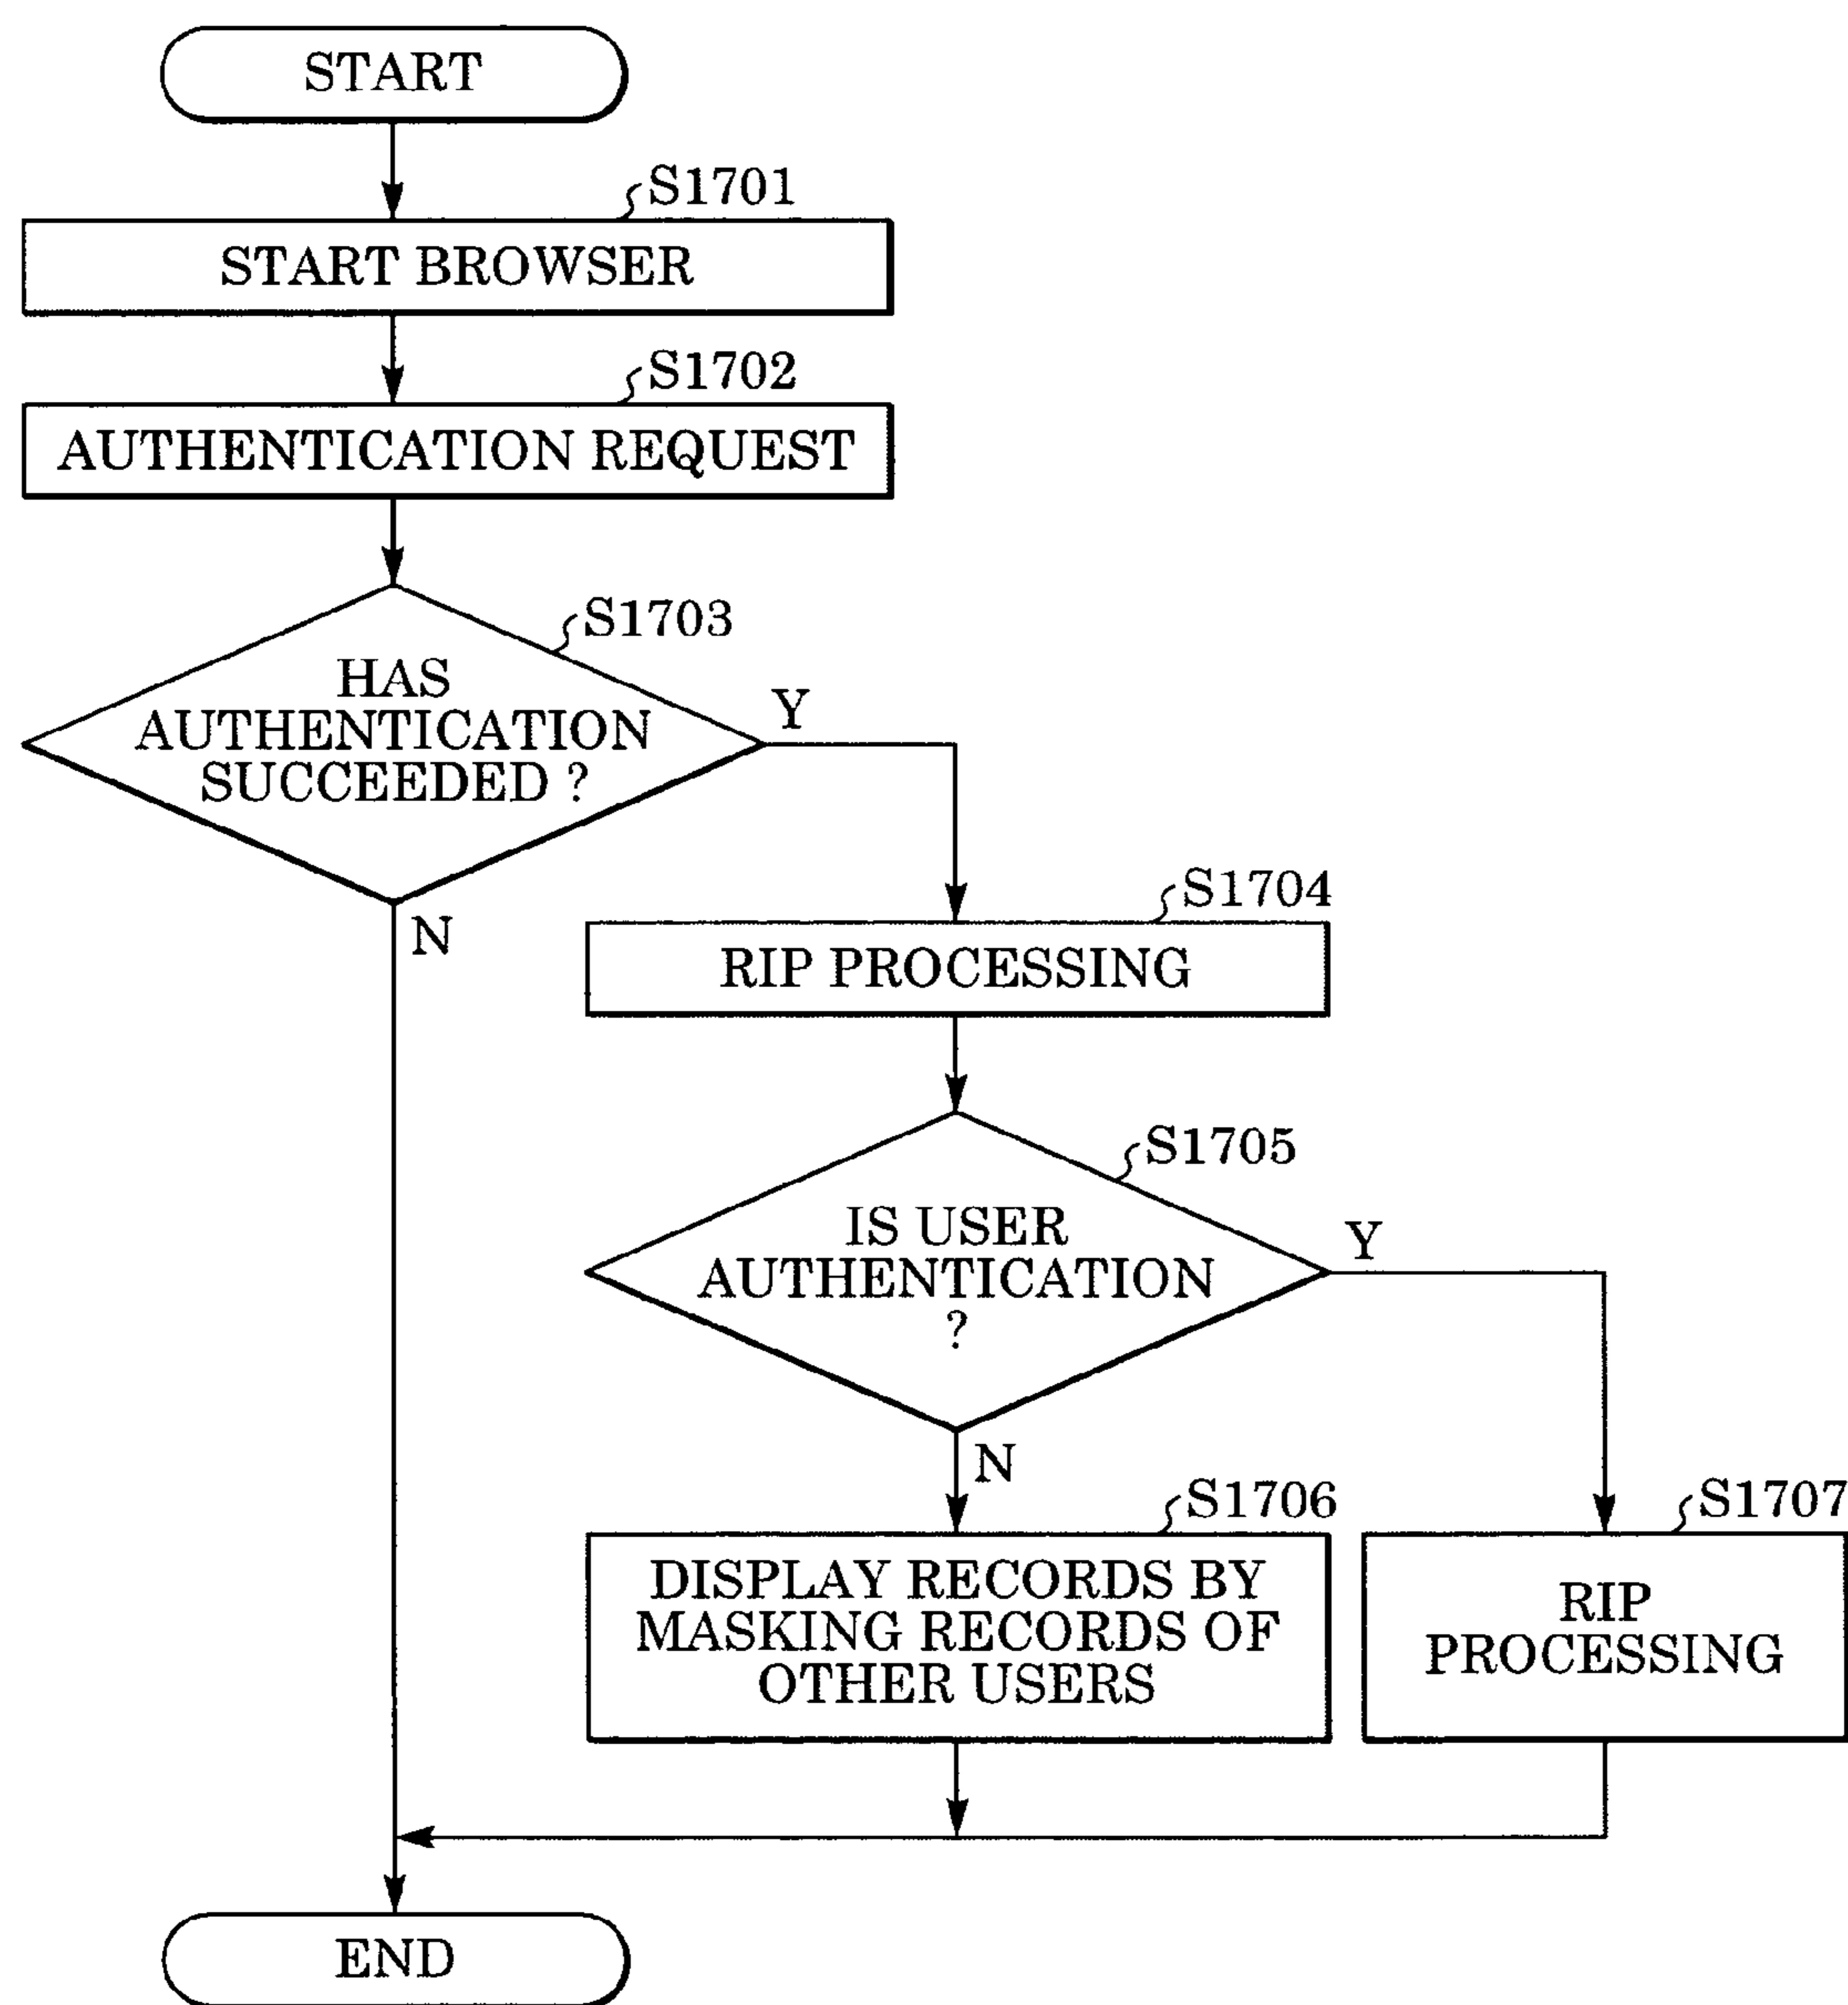 START
S1701
START BROWSER
S1702
AUTHENTICATION REQUEST
S1703
HAS
AUTHENTICATION
SUCCEEDED ?
Y
N
S1704
RIP PROCESSING
S1705
IS USER
AUTHENTICATION
?
Y
N
S1706
DISPLAY RECORDS BY
MASKING RECORDS OF
OTHER USERS
S1707
RIP
PROCESSING
END